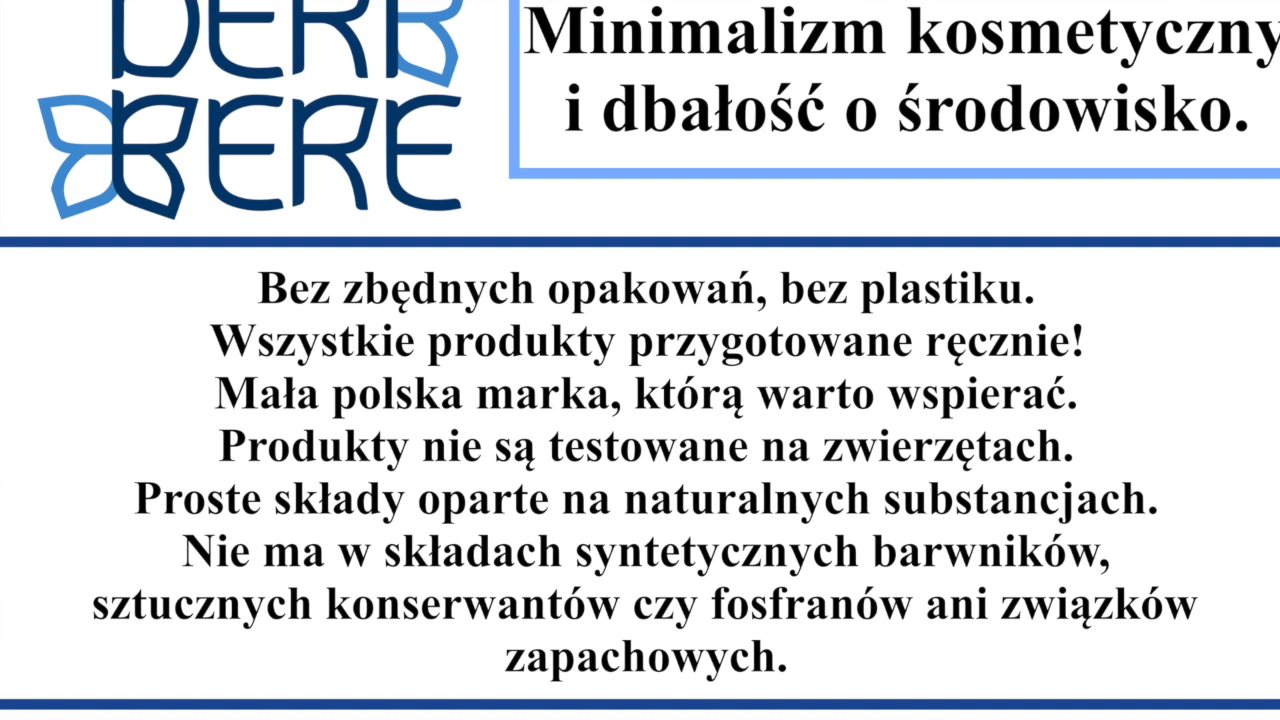 BERE
Minimalizm kosmetyczny
i dbałość o środowisko.
Bez zbędnych opakowań, bez plastiku.
Wszystkie produkty przygotowane ręcznie!
Mała polska marka, którą warto wspierać.
Produkty nie są testowane na zwierzętach.
Proste składy oparte na naturalnych substancjach.
Nie ma w składach syntetycznych barwników,
sztucznych konserwantów czy fosfranów ani związków
zapachowych.